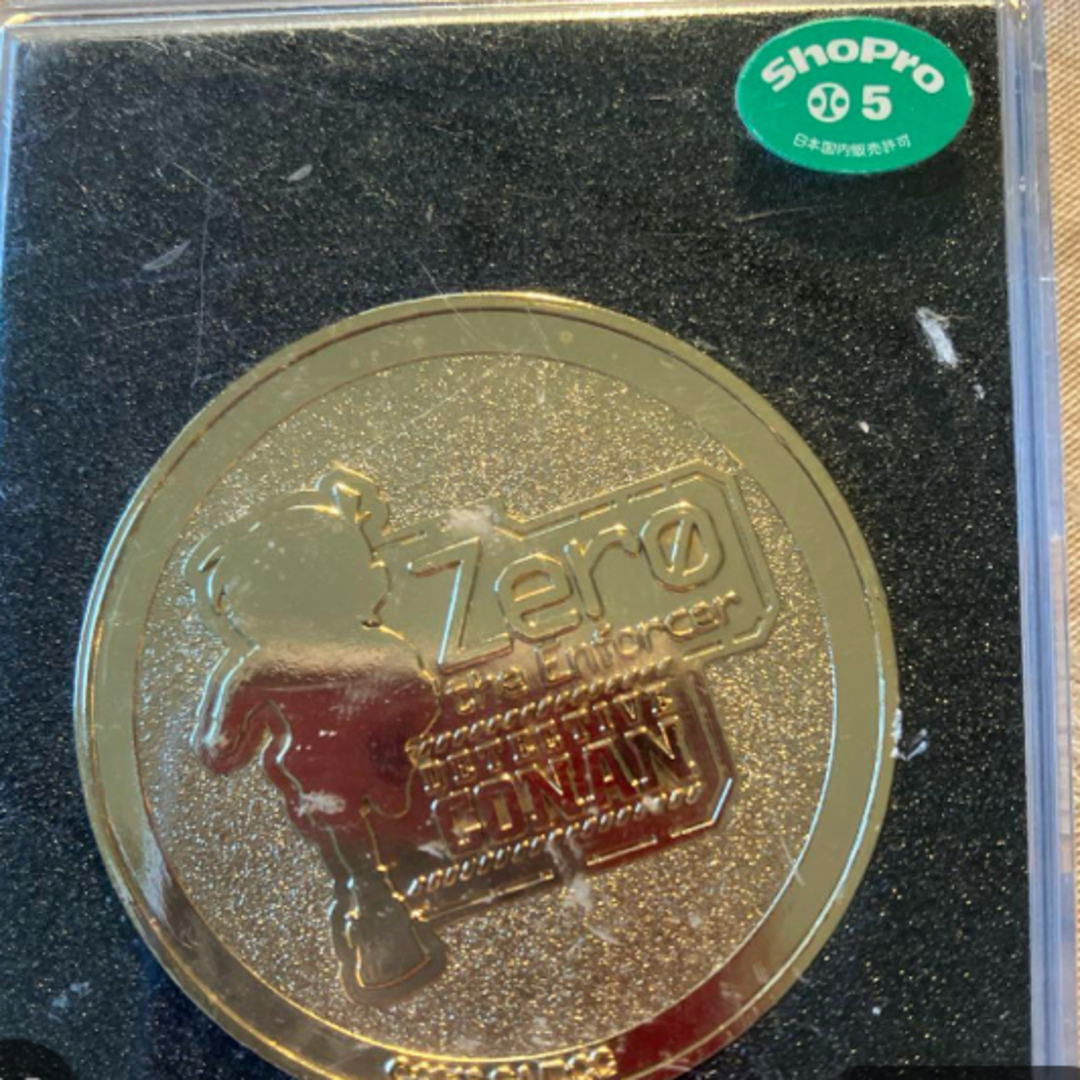 ShoPro
5
日本国内販売許可
Zerø
the Enforcer
DETECTIVE
CONAN